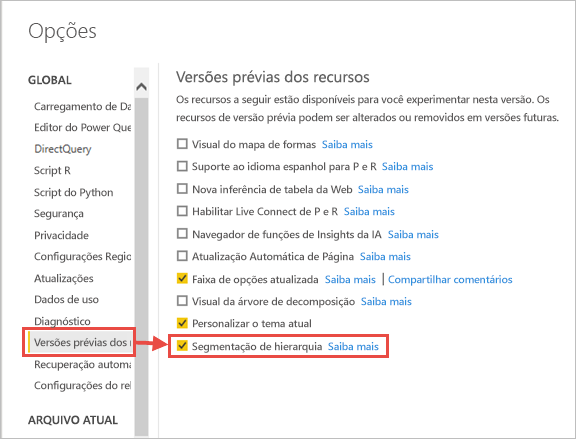 Opções
GLOBAL
Carregamento de Da
Editor do Power Que
DirectQuery
Script R
Script do Python
Segurança
Privacidade
Configurações Regio
Atualizações
Dados de uso
Diagnóstico
Versões prévias dos r
Recuperação automa
Configurações do rel
ARQUIVO ATUAL
Versões prévias dos recursos
Os recursos a seguir estão disponíveis para você experimentar nesta versão. Os
recursos de versão prévia podem ser alterados ou removidos em versões futuras.
Visual do mapa de formas Saiba mais
Suporte ao idioma espanhol para P e R Saiba mais
Nova inferência de tabela da Web Saiba mais
Habilitar Live Connect de P e R Saiba mais
Navegador de funções de Insights da IA Saiba mais
Atualização Automática de Página Saiba mais
Faixa de opções atualizada Saiba mais | Compartilhar comentários
Visual da árvore de decomposição Saiba mais
Personalizar o tema atual
Segmentação de hierarquia Saiba mais